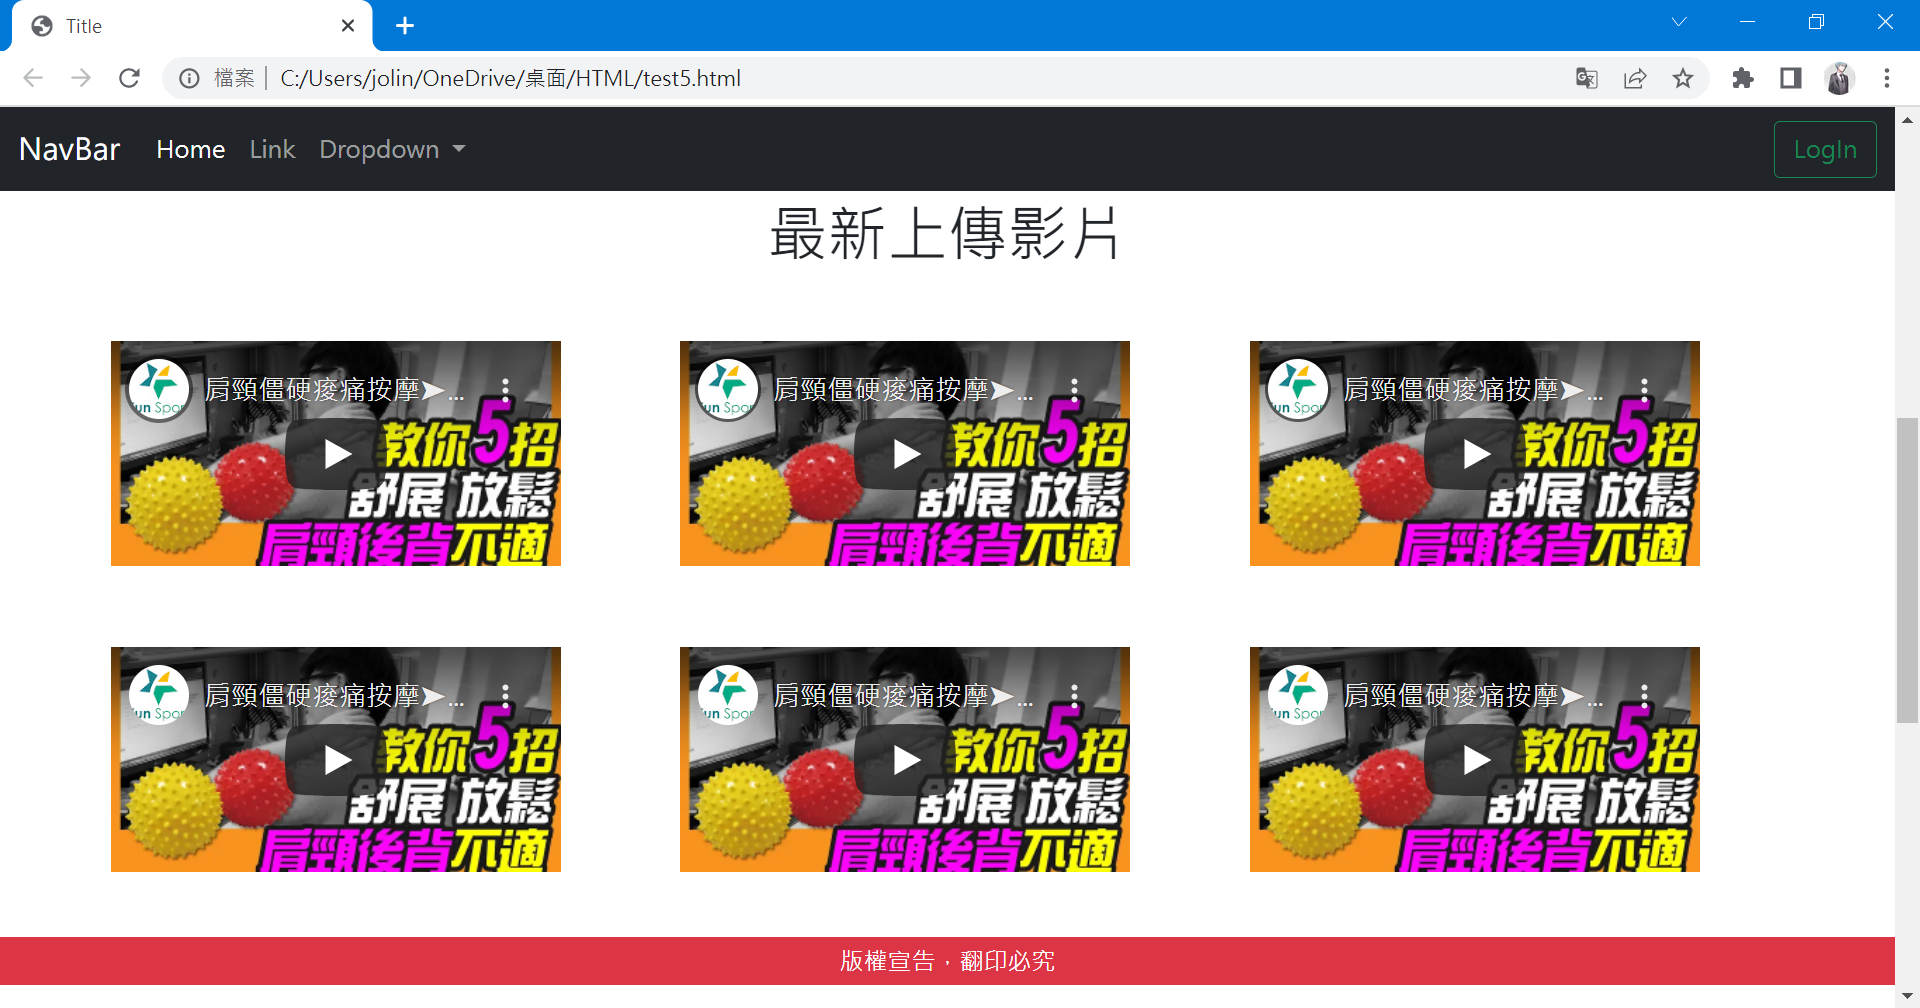 Title
檔案 C:/Users/jolin/OneDrive/桌面/HTML/test5.html
NavBar Home Link Dropdown LogIn
最新上傳影片
肩頸僵硬痠痛按摩➤... 肩頸僵硬痠痛按摩➤... 肩頸僵硬痠痛按摩➤...
un Spor un Spor un Spor
教你5招 教你5招 教你5招
舒展 放鬆 舒展 放鬆 舒展 放鬆
肩頸後背不適 肩頸後背不適 肩頸後背不適
肩頸僵硬痠痛按摩➤... 肩頸僵硬痠痛按摩➤... 肩頸僵硬痠痛按摩➤...
un Spor un Spor un Spor
教你5招 教你5招 教你5招
舒展 放鬆 舒展 放鬆 舒展 放鬆
肩頸後背不適 肩頸後背不適 肩頸後背不適
版權宣告，翻印必究